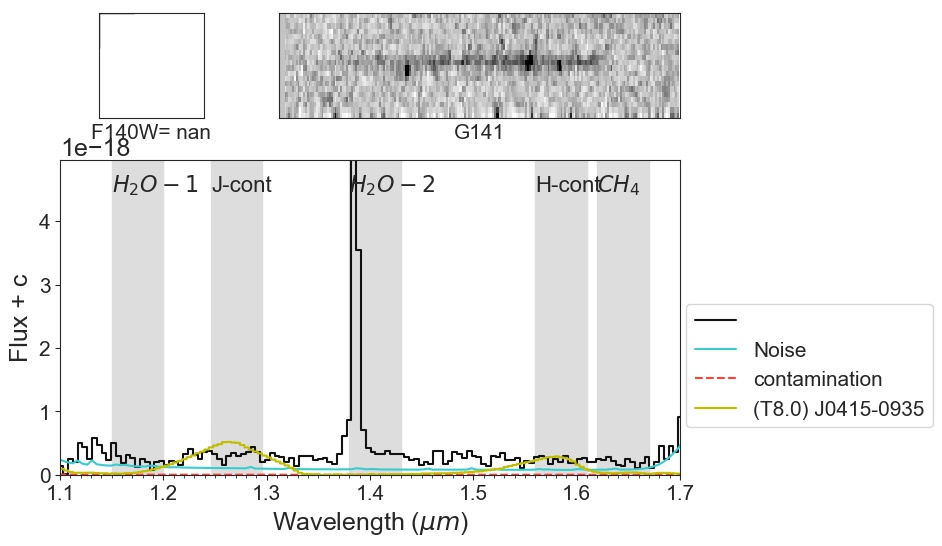 F140W= nan
G141
1e−18
H₂O − 1 J-cont H₂O − 2 H-cont CH₄
4
3
2
1
0
Flux + c
1.1 1.2 1.3 1.4 1.5 1.6 1.7
Wavelength (μm)
Noise
contamination
(T8.0) J0415-0935